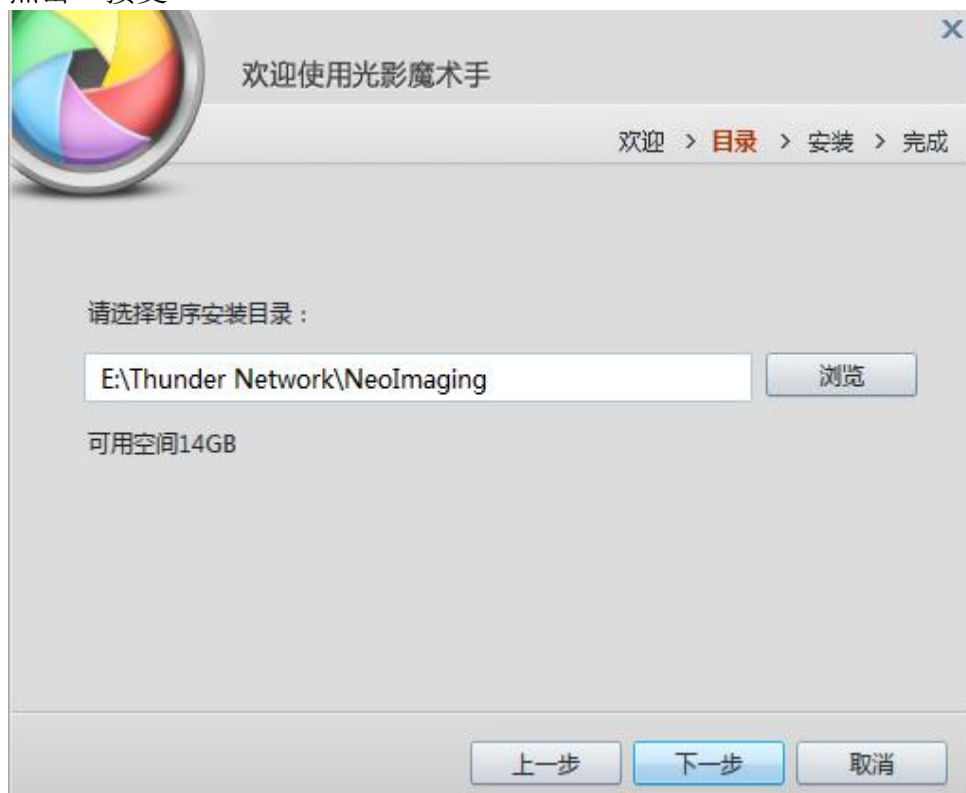 欢迎使用光影魔术手
欢迎 > 目录 > 安装 > 完成
请选择程序安装目录：
E:\Thunder Network\NeoImaging
浏览
可用空间14GB
上一步 下一步 取消